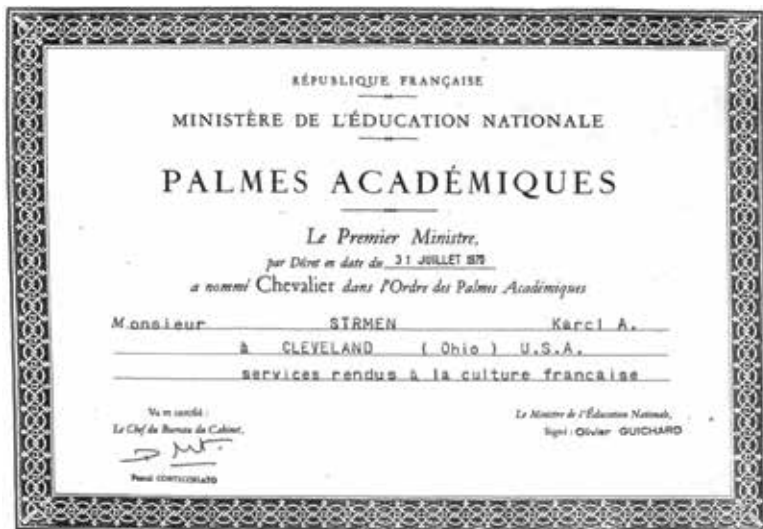 RÉPUBLIQUE FRANÇAISE
MINISTÈRE DE L'ÉDUCATION NATIONALE
PALMES ACADÉMIQUES
Le Premier Ministre,
par Décret en date du 31 JUILLET 1970
a nommé Chevalier dans l'Ordre des Palmes Académiques
Monsieur STRMEN Karcl A.
à CLEVELAND ( Ohio ) U.S.A.
services rendus à la culture francaise
Vu et certifié :
Le Chef du Bureau du Cabinet,
Le Ministre de l'Éducation Nationale,
Signé : Olivier GUICHARD